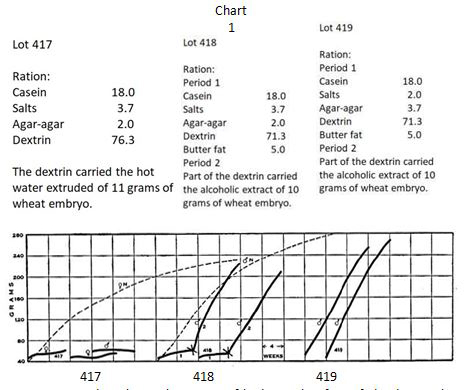 Chart
1
Lot 417
Ration:
Casein 18.0
Salts 3.7
Agar-agar 2.0
Dextrin 76.3
The dextrin carried the hot
water extruded of 11 grams of
wheat embryo.
Lot 418
Ration:
Period 1
Casein 18.0
Salts 3.7
Agar-agar 2.0
Dextrin 71.3
Butter fat 5.0
Period 2
Part of the dextrin carried
the alcoholic extract of 10
grams of wheat embryo.
Lot 419
Ration:
Period 1
Casein 18.0
Salts 2.0
Agar-agar 3.7
Dextrin 71.3
Butter fat 5.0
Period 2
Part of the dextrin carried
the alcoholic extract of 10
grams of wheat embryo.
GRAMS
280
240
200
160
120
80
40
♀N
♂N
417
1
2
418
1
2
4
WEEKS
419
417 418 419